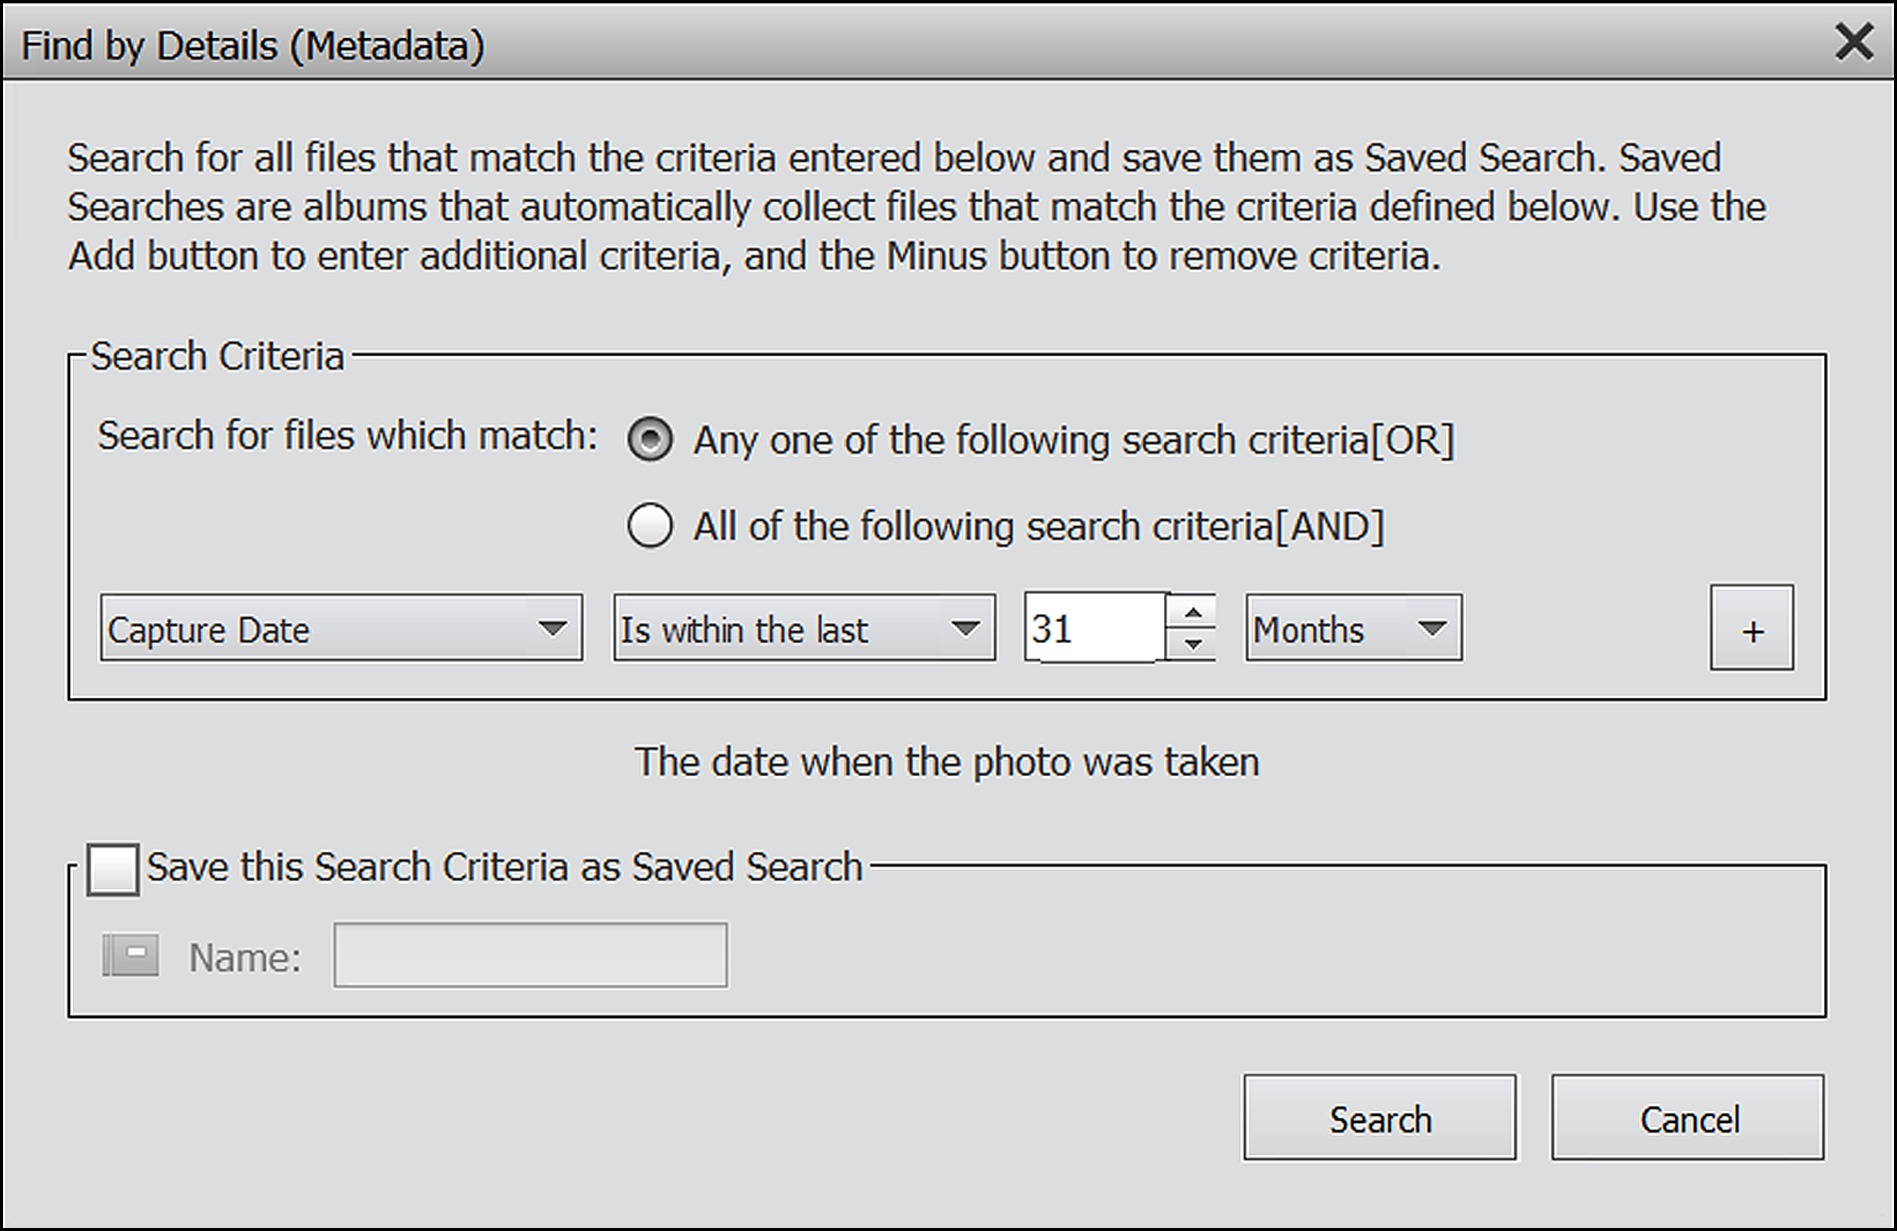 Find by Details (Metadata)
Search for all files that match the criteria entered below and save them as Saved Search. Saved
Searches are albums that automatically collect files that match the criteria defined below. Use the
Add button to enter additional criteria, and the Minus button to remove criteria.
Search Criteria
Search for files which match: Any one of the following search criteria[OR]
All of the following search criteria[AND]
Capture Date Is within the last 31 Months +
The date when the photo was taken
Save this Search Criteria as Saved Search
Name:
Search Cancel